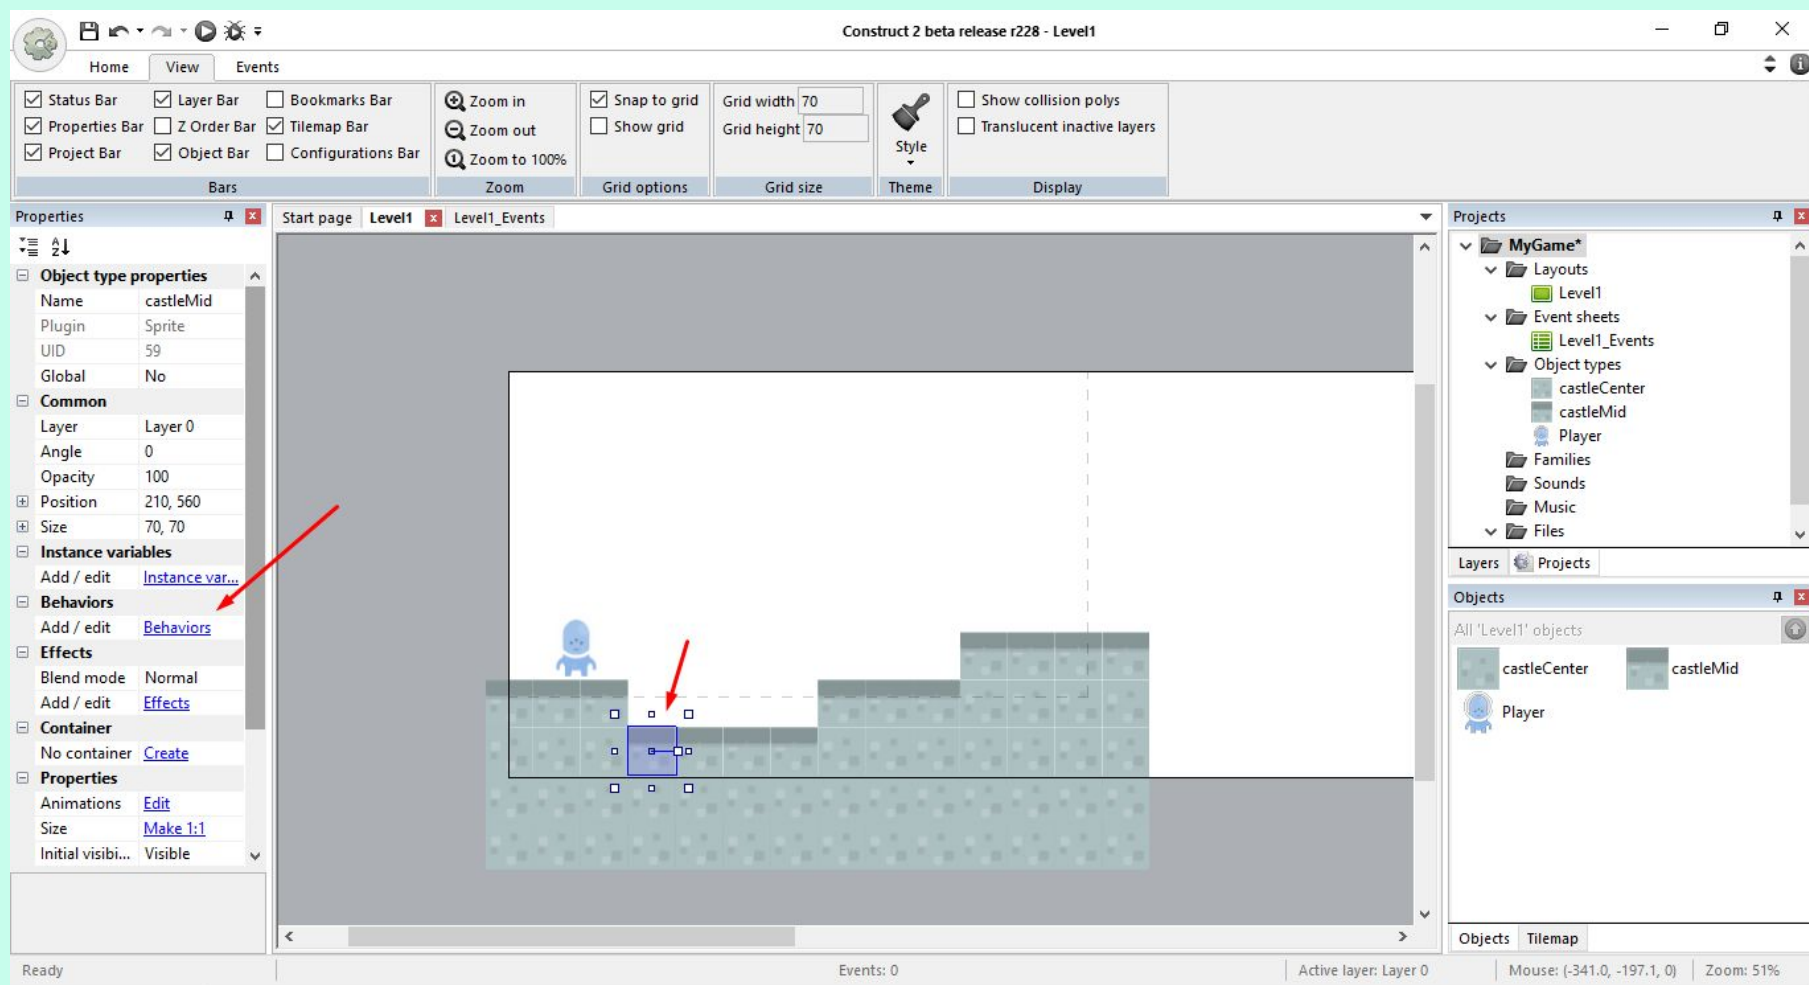 Construct 2 beta release r228 - Level1
Home View Events
Status Bar Layer Bar Bookmarks Bar
Properties Bar Z Order Bar Tilemap Bar
Project Bar Object Bar Configurations Bar
Bars
Zoom in
Zoom out
Zoom to 100%
Zoom
Snap to grid
Show grid
Grid options
Grid width 70
Grid height 70
Grid size
Style
Theme
Show collision polys
Translucent inactive layers
Display
Properties
Object type properties
Name castleMid
Plugin Sprite
UID 59
Global No
Common
Layer Layer 0
Angle 0
Opacity 100
Position 210, 560
Size 70, 70
Instance variables
Add / edit Instance var...
Behaviors
Add / edit Behaviors
Effects
Blend mode Normal
Add / edit Effects
Container
No container Create
Properties
Animations Edit
Size Make 1:1
Initial visibi... Visible
Start page Level1 Level1_Events
Projects
MyGame*
Layouts
Level1
Event sheets
Level1_Events
Object types
castleCenter
castleMid
Player
Families
Sounds
Music
Files
Layers Projects
Objects
All 'Level1' objects
castleCenter castleMid
Player
Objects Tilemap
Ready Events: 0 Active layer: Layer 0 Mouse: (-341.0, -197.1, 0) Zoom: 51%